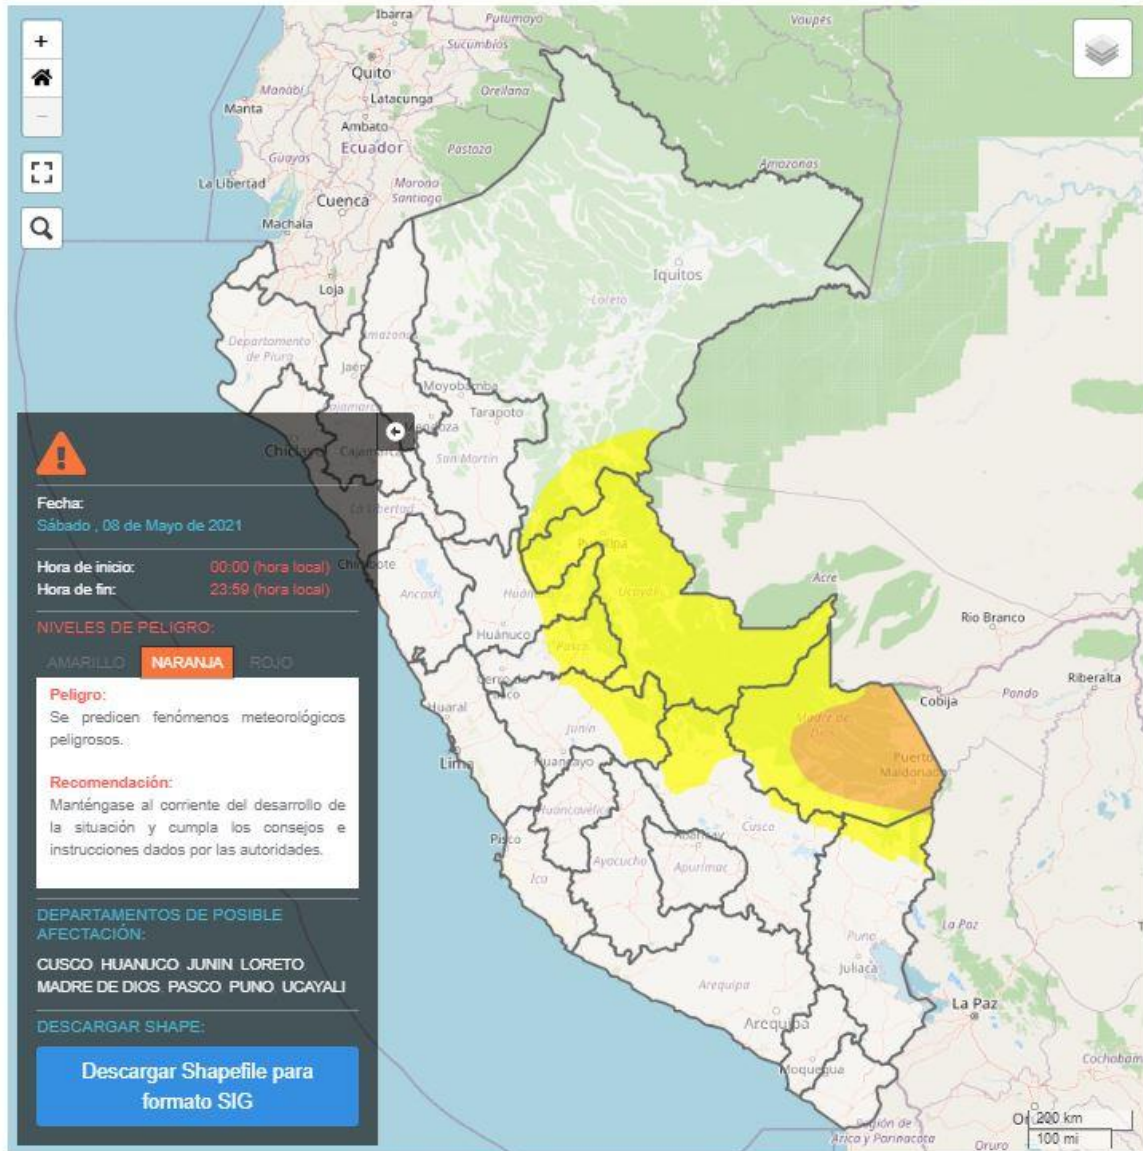 Ibarra
Putumayo
Voupés
+
Sucumbíos
Quito
Manabí
Orellana
Latacunga
Manta
−
Ambato
Ecuador
Pastaza
Guayas
Amazonas
La Libertad
Morona
Santiago
Cuenca
Machala
Iquitos
Loja
Loreto
Departamento
de Piura
Amazonas
Jaén
Moyobamba
Cajamarca
Tarapoto
Mendoza
Chiclayo
Cajamarca
San Martín
Fecha:
Sábado , 08 de Mayo de 2021
La Libertad
Hora de inicio: 00:00 (hora local)
Hora de fin: 23:59 (hora local)
Chimbote
Pucallpa
Ancash
Ucayali
Acre
NIVELES DE PELIGRO:
Rio Branco
Huánuco
AMARILLO NARANJA ROJO
Pasco
Riberalta
Pando
Cobija
Peligro:
Se predicen fenómenos meteorológicos
peligrosos.
Huaral
Junín
Madre de
Dios
Lima
Huancayo
Puerto
Maldonado
Recomendación:
Manténgase al corriente del desarrollo de
la situación y cumpla los consejos e
instrucciones dados por las autoridades.
Huancavelica
Cusco
Pisco
Abancay
Ica
Ayacucho
Apurímac
DEPARTAMENTOS DE POSIBLE
AFECTACIÓN:
CUSCO HUANUCO JUNIN LORETO
MADRE DE DIOS PASCO PUNO UCAYALI
La Paz
Puno
Juliaca
Arequipa
La Paz
DESCARGAR SHAPE:
Arequipa
Descargar Shapefile para
formato SIG
Cochabam
Moquegua
200 km
100 mi
Región de
Arica y Parinacota
Oruro